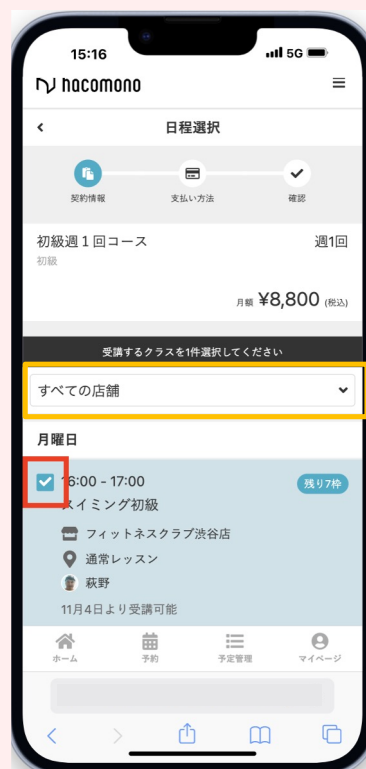 15:16
5G
hacomono
日程選択
契約情報
支払い方法
確認
初級週1回コース
週1回
初級
月額 ¥8,800 (税込)
受講するクラスを1件選択してください
すべての店舗
月曜日
16:00 - 17:00
残り7枠
スイミング初級
フィットネスクラブ渋谷店
通常レッスン
萩野
11月4日より受講可能
ホーム
予約
予定管理
マイページ